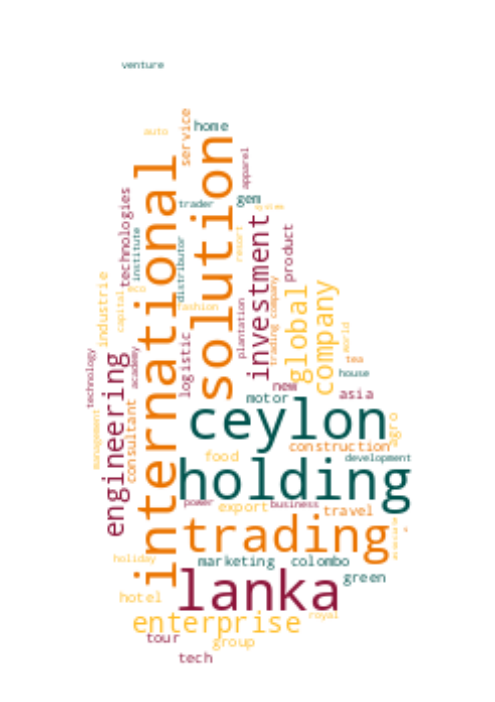 venture
auto
service
home
international
solution
apparel
technologies
trader
gem
system
institute
distributor
resort
investment
product
industrie
capital
eco
fashion
plantation
trading company
global
company
world
technology
engineering
academy
logistic
tea
house
new
motor
asia
management
consultant
ceylon
agro
construction
food
development
holding
power
export
business
travel
trading
holiday
marketing
colombo
green
lanka
hotel
enterprise
royal
tour
group
tech